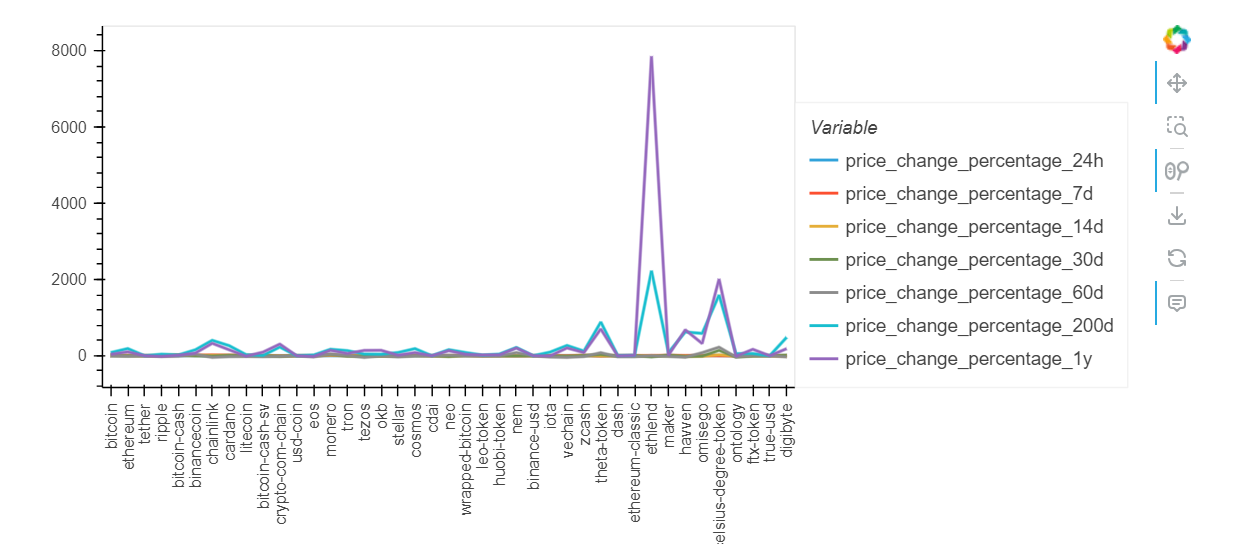 8000
6000
4000
2000
0
Variable
price_change_percentage_24h
price_change_percentage_7d
price_change_percentage_14d
price_change_percentage_30d
price_change_percentage_60d
price_change_percentage_200d
price_change_percentage_1y
bitcoin
ethereum
tether
ripple
bitcoin-cash
binancecoin
chainlink
cardano
litecoin
bitcoin-cash-sv
crypto-com-chain
usd-coin
eos
monero
tron
tezos
okb
stellar
cosmos
cdai
neo
wrapped-bitcoin
leo-token
huobi-token
nem
binance-usd
iota
vechain
zcash
theta-token
dash
ethereum-classic
ethlend
maker
havven
omisego
celsius-degree-token
ontology
ftx-token
true-usd
digibyte